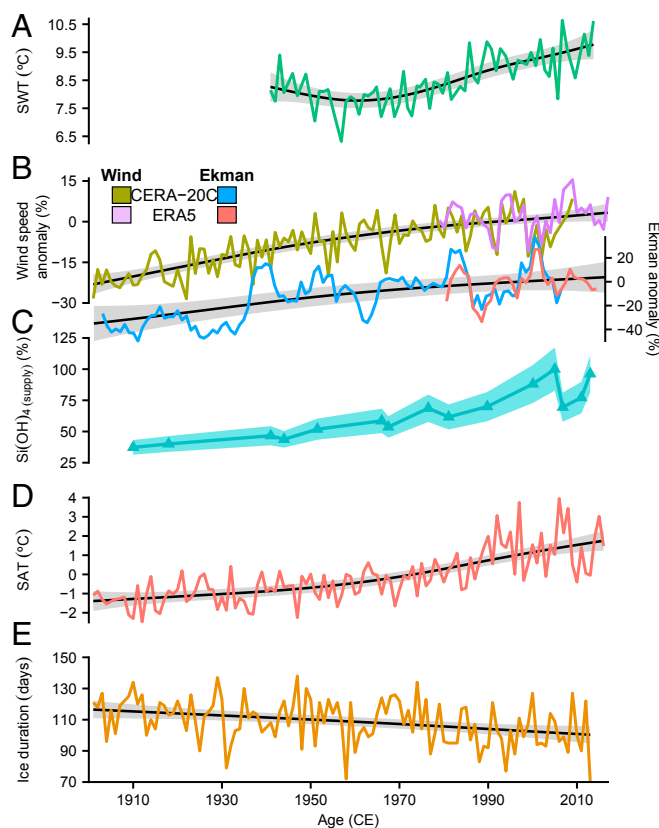 A
SWT (ºC)
10.5
9.5
8.5
7.5
6.5
B
Wind Ekman
CERA−20C
ERA5
Wind speed
anomaly (%)
15
0
−15
−30
Ekman anomaly (%)
20
0
−20
−40
C
Si(OH)4 (supply) (%)
125
100
75
50
25
D
SAT (ºC)
4
3
2
1
0
−1
−2
E
Ice duration (days)
150
130
110
90
70
1910 1930 1950 1970 1990 2010
Age (CE)